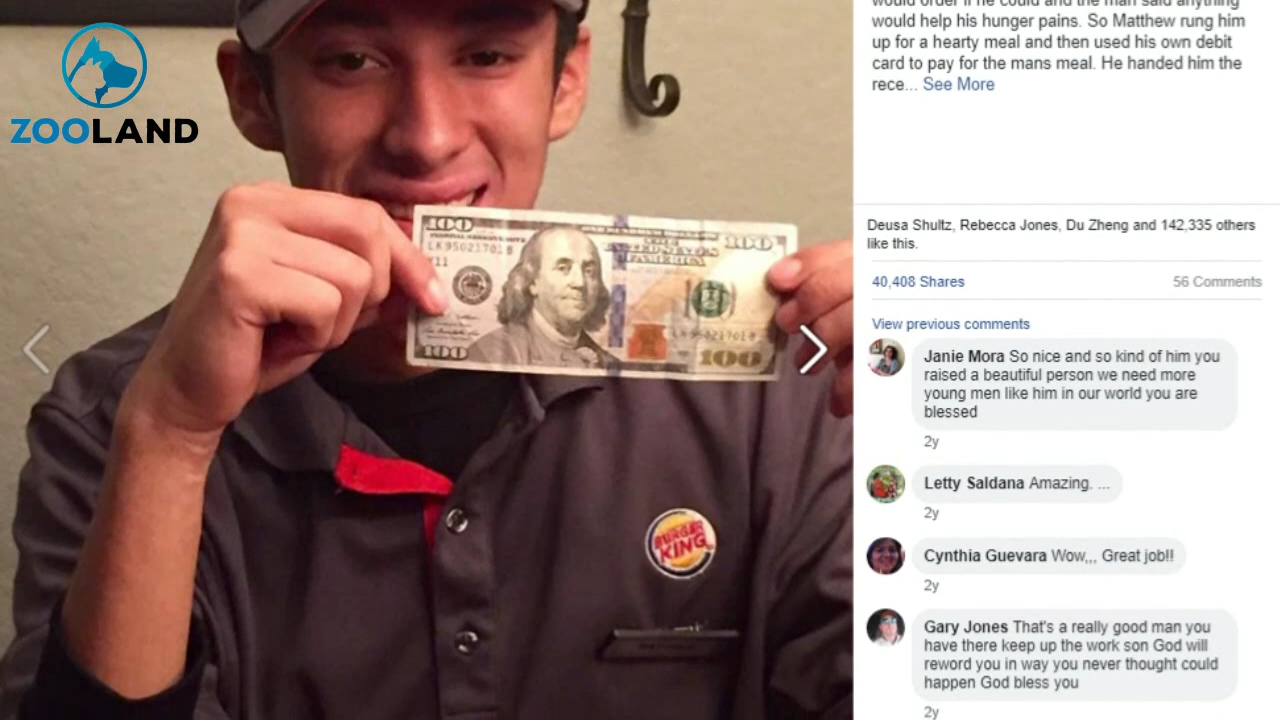 ZOOLAND
100
100
LK95021701B
100
100
BURGER
KING
would order if he could and the man said anything
would help his hunger pains. So Matthew rung him
up for a hearty meal and then used his own debit
card to pay for the mans meal. He handed him the
rece... See More
Deusa Shultz, Rebecca Jones, Du Zheng and 142,335 others
like this.
40,408 Shares
56 Comments
View previous comments
Janie Mora So nice and so kind of him you
raised a beautiful person we need more
young men like him in our world you are
blessed
2y
Letty Saldana Amazing. ...
2y
Cynthia Guevara Wow,,, Great job!!
2y
Gary Jones That's a really good man you
have there keep up the work son God will
reword you in way you never thought could
happen God bless you
2y